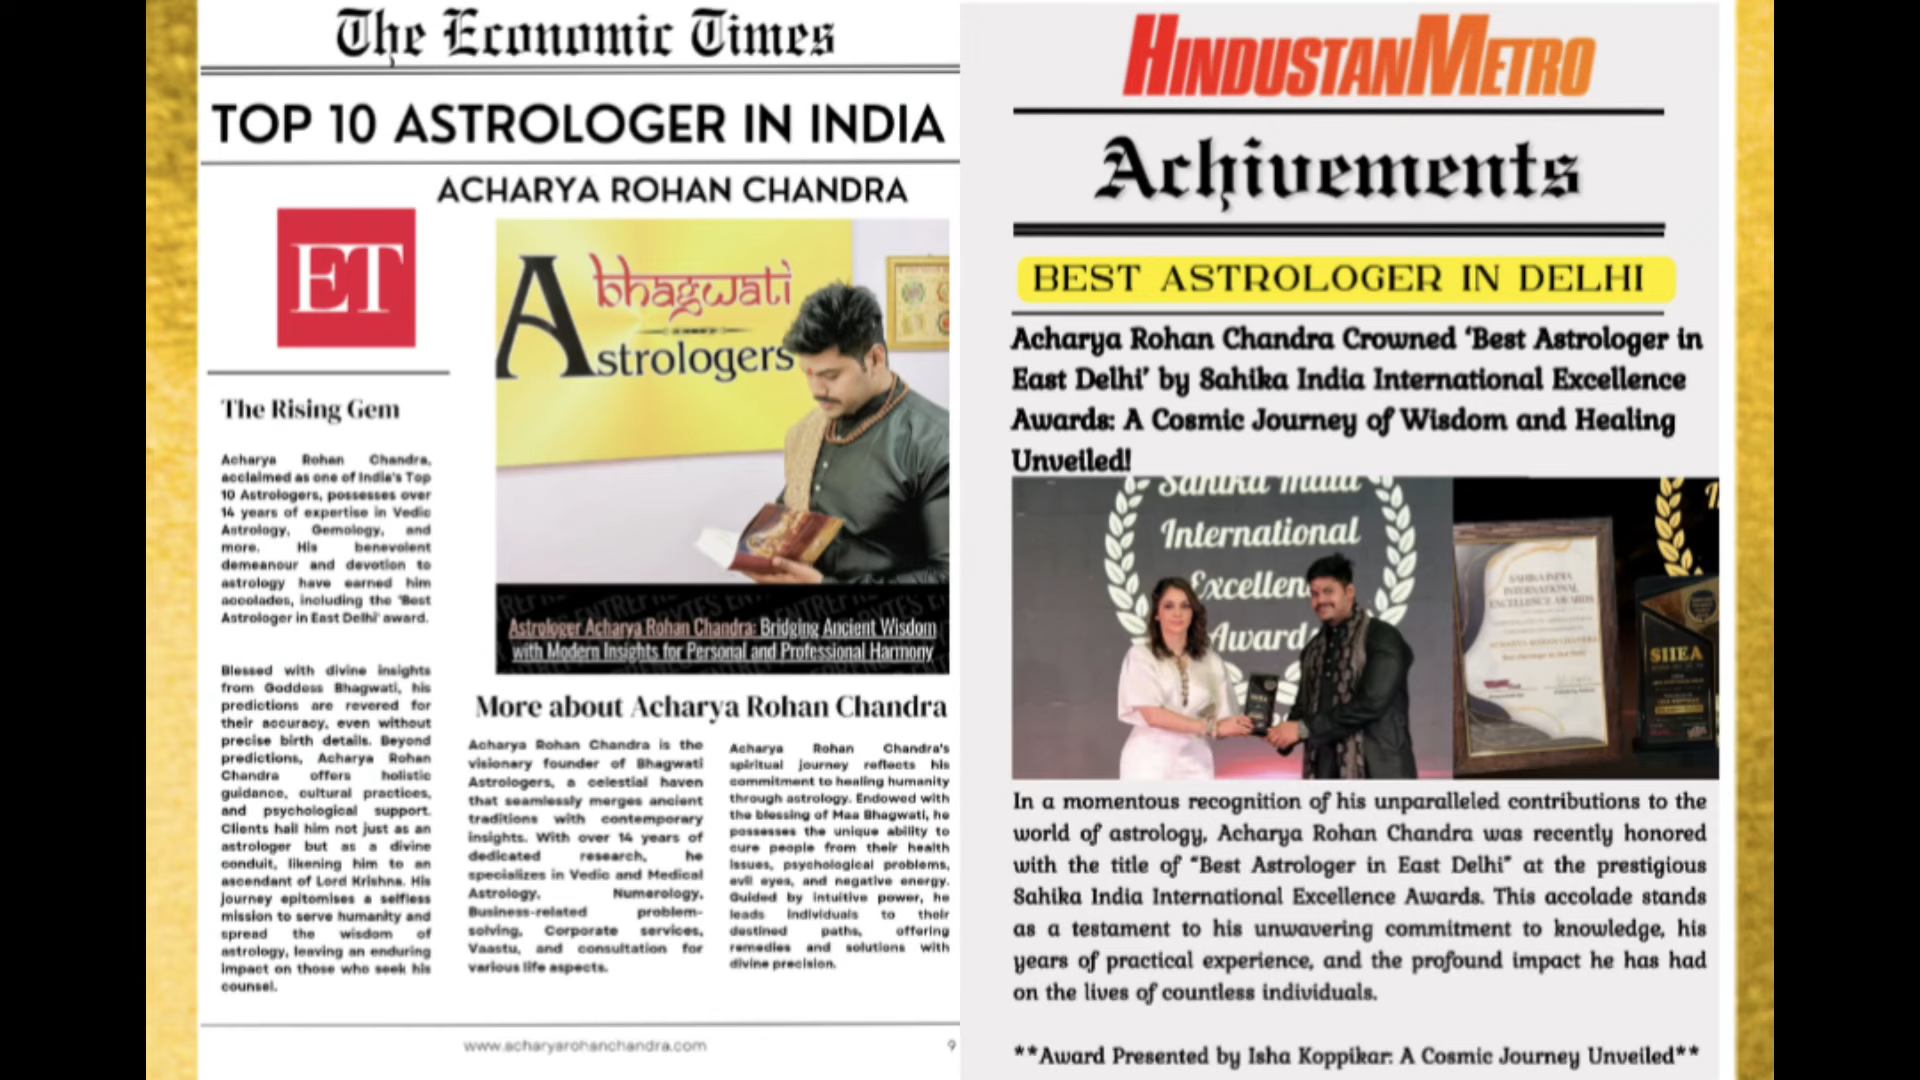 The Economic Times
TOP 10 ASTROLOGER IN INDIA
ACHARYA ROHAN CHANDRA
ET
The Rising Gem
Acharya Rohan Chandra,
acclaimed as one of India's Top
10 Astrologers, possesses over
14 years of expertise in Vedic
Astrology, Gemology, and
more. His benevolent
demeanour and devotion to
astrology have earned him
accolades, including the 'Best
Astrologer in East Delhi' award.
Blessed with divine insights
from Goddess Bhagwati, his
predictions are revered for
their accuracy, even without
precise birth details. Beyond
predictions, Acharya Rohan
Chandra offers holistic
guidance, cultural practices,
and psychological support.
Clients hail him not just as an
astrologer but as a divine
conduit, likening him to an
ascendant of Lord Krishna. His
journey epitomises a selfless
mission to serve humanity and
spread the wisdom of
astrology, leaving an enduring
impact on those who seek his
counsel.
Abhagwati
Astrologers
Astrologer Acharya Rohan Chandra: Bridging Ancient Wisdom
with Modern Insights for Personal and Professional Harmony
More about Acharya Rohan Chandra
Acharya Rohan Chandra is the
visionary founder of Bhagwati
Astrologers, a celestial haven
that seamlessly merges ancient
traditions with contemporary
insights. With over 14 years of
dedicated research, he
specializes in Vedic and Medical
Astrology, Numerology,
Business-related problem-
solving, Corporate services,
Vaastu, and consultation for
various life aspects.
Acharya Rohan Chandra's
spiritual journey reflects his
commitment to healing humanity
through astrology. Endowed with
the blessing of Maa Bhagwati, he
possesses the unique ability to
cure people from their health
issues, psychological problems,
evil eyes, and negative energy.
Guided by intuitive power, he
leads individuals to their
destined paths, offering
remedies and solutions with
divine precision.
www.acharyarohanchandra.com
9
HINDUSTANMETRO
Achivements
BEST ASTROLOGER IN DELHI
Acharya Rohan Chandra Crowned ‘Best Astrologer in
East Delhi’ by Sahika India International Excellence
Awards: A Cosmic Journey of Wisdom and Healing
Unveiled!
Sahika India
International
Excellenc
Award
SAHIKA INDIA
INTERNATIONAL
EXCELLENCE AWARDS
SIIEA
In a momentous recognition of his unparalleled contributions to the
world of astrology, Acharya Rohan Chandra was recently honored
with the title of "Best Astrologer in East Delhi" at the prestigious
Sahika India International Excellence Awards. This accolade stands
as a testament to his unwavering commitment to knowledge, his
years of practical experience, and the profound impact he has had
on the lives of countless individuals.
**Award Presented by Isha Koppikar: A Cosmic Journey Unveiled**